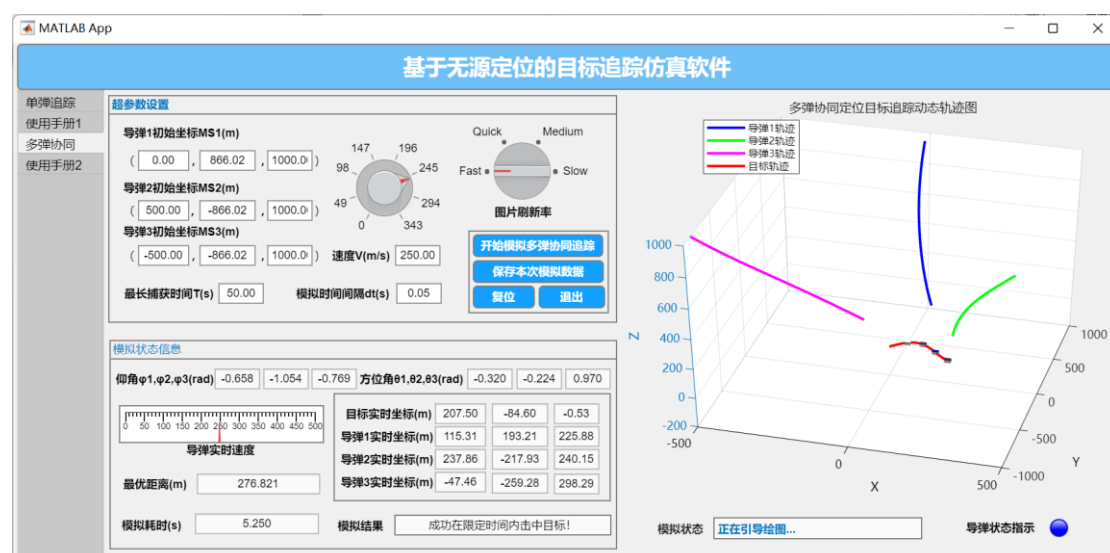 MATLAB App
基于无源定位的目标追踪仿真软件
单弹追踪
使用手册1
多弹协同
使用手册2
超参数设置
导弹1初始坐标MS1(m)
( 0.00 , 866.02 , 1000.0 )
导弹2初始坐标MS2(m)
( 500.00 , -866.02 , 1000.0 )
导弹3初始坐标MS3(m)
( -500.00 , -866.02 , 1000.0 )
0 49 98 147 196 245 294 343
速度V(m/s) 250.00
Fast Quick Medium Slow
图片刷新率
最长捕获时间T(s) 50.00 模拟时间间隔dt(s) 0.05
开始模拟多弹协同追踪
保存本次模拟数据
复位 退出
模拟状态信息
仰角φ1,φ2,φ3(rad) -0.658 -1.054 -0.769 方位角θ1,θ2,θ3(rad) -0.320 -0.224 0.970
0 50 100 150 200 250 300 350 400 450 500
导弹实时速度
目标实时坐标(m) 207.50 -84.60 -0.53
导弹1实时坐标(m) 115.31 193.21 225.88
导弹2实时坐标(m) 237.86 -217.93 240.15
导弹3实时坐标(m) -47.46 -259.28 298.29
最优距离(m) 276.821
模拟耗时(s) 5.250
模拟结果 成功在限定时间内击中目标!
多弹协同定位目标追踪动态轨迹图
导弹1轨迹
导弹2轨迹
导弹3轨迹
目标轨迹
Z
1000
800
600
400
200
0
-200
-500 0 500
X
-1000 -500 0 500 1000
Y
模拟状态 正在引导绘图... 导弹状态指示